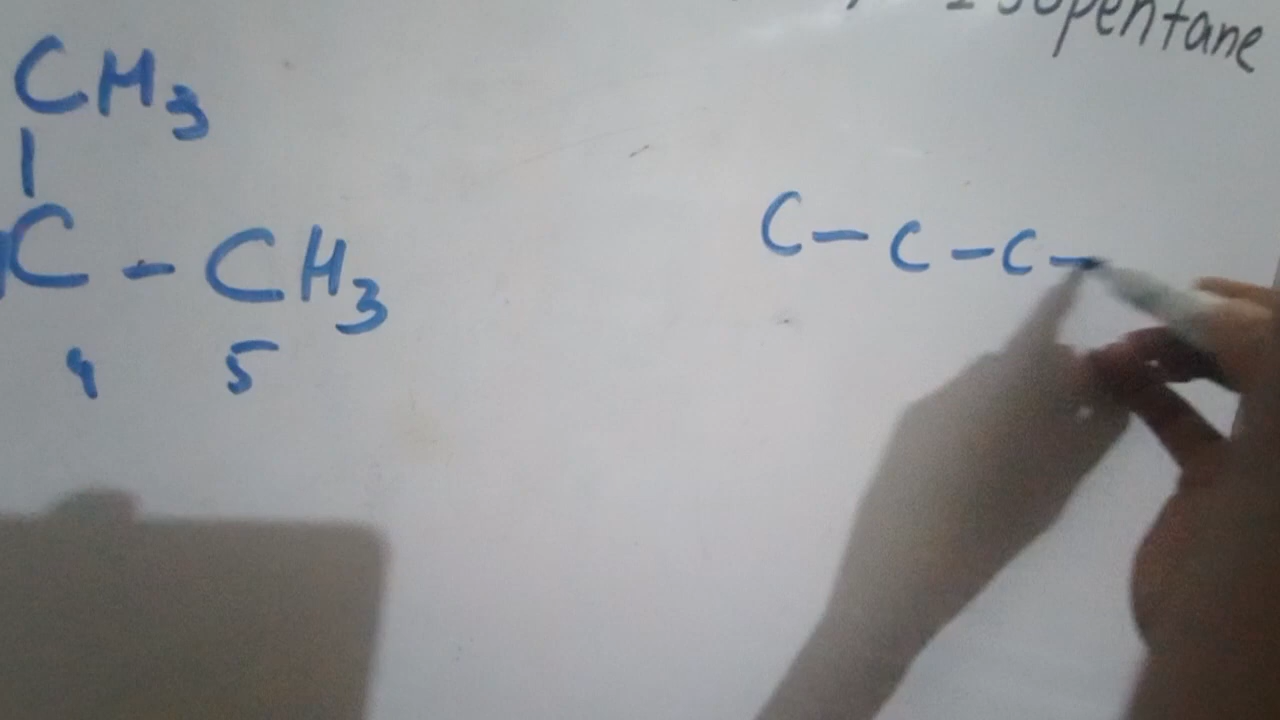 Isopentane
CH3
C - CH3
4 5
C - C - C -